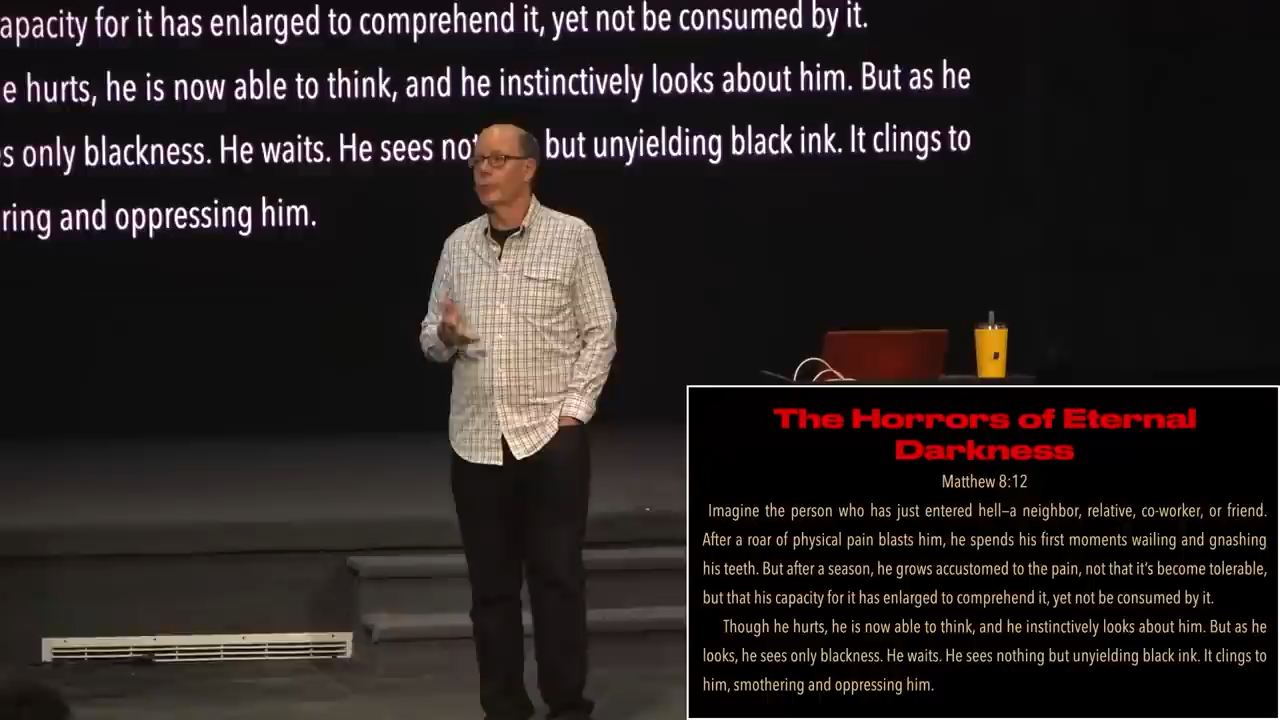 apacity for it has enlarged to comprehend it, yet not be consumed by it.
e hurts, he is now able to think, and he instinctively looks about him. But as he
s only blackness. He waits. He sees not but unyielding black ink. It clings to
ring and oppressing him.
The Horrors of Eternal
Darkness
Matthew 8:12
Imagine the person who has just entered hell—a neighbor, relative, co-worker, or friend.
After a roar of physical pain blasts him, he spends his first moments wailing and gnashing
his teeth. But after a season, he grows accustomed to the pain, not that it's become tolerable,
but that his capacity for it has enlarged to comprehend it, yet not be consumed by it.
Though he hurts, he is now able to think, and he instinctively looks about him. But as he
looks, he sees only blackness. He waits. He sees nothing but unyielding black ink. It clings to
him, smothering and oppressing him.